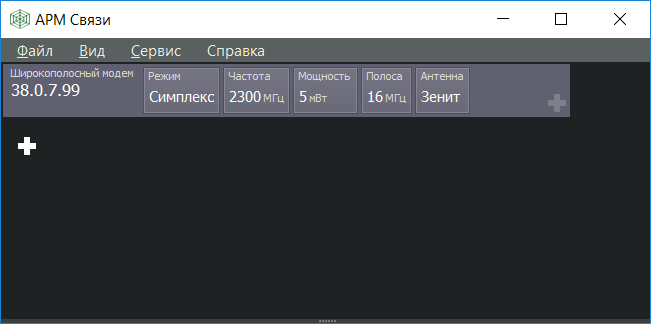 АРМ Связи
Файл Вид Сервис Справка
Широкополосный модем
38.0.7.99
Режим
Симплекс
Частота
2300 МГц
Мощность
5 мВт
Полоса
16 МГц
Антенна
Зенит